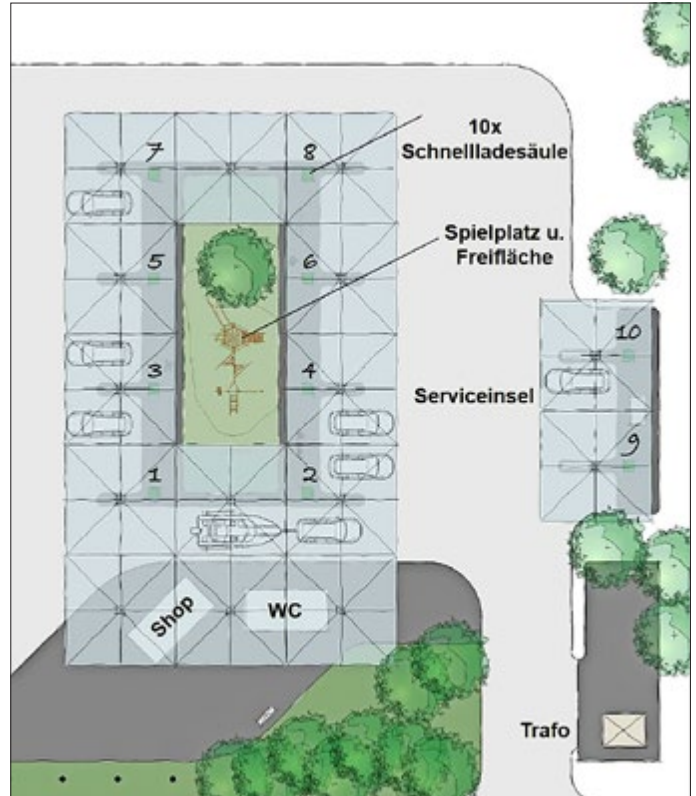 7
8
10x
Schnellladesäule
Spielplatz u.
Freifläche
5
6
10
3
4
Serviceinsel
9
1
2
Shop
WC
Trafo